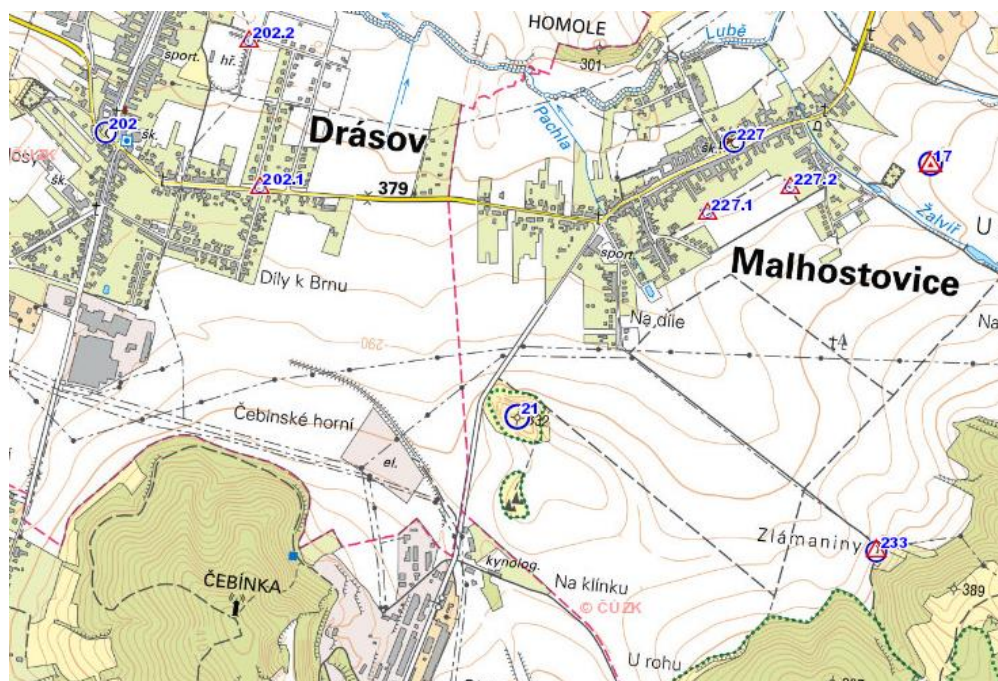 HOMOLE
Lubě
202.2
sport.
hř.
301
202
šk.
Drásov
Pachla
227
šk.
17
šk.
202.1
379
227.2
227.1
Žalvíř
U
sport.
Malhostovice
Díly k Brnu
Na díle
Na
290
21
Čebínské horní
el.
Zlámaniny
233
kynolog.
ČEBÍNKA
Na klínku
© ČÚZK
389
U rohu